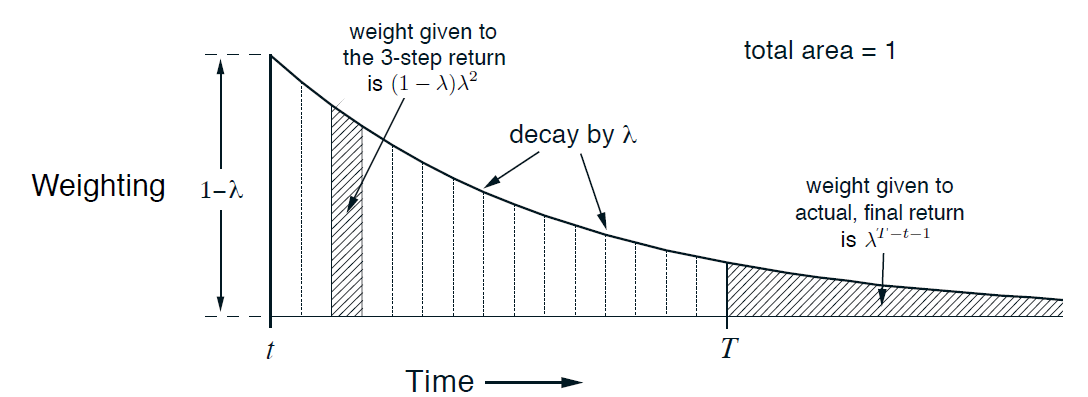 weight given to
the 3-step return
is (1 − λ)λ²
total area = 1
decay by λ
Weighting
1−λ
weight given to
actual, final return
is λᵀ⁻ᵗ⁻¹
t
T
Time